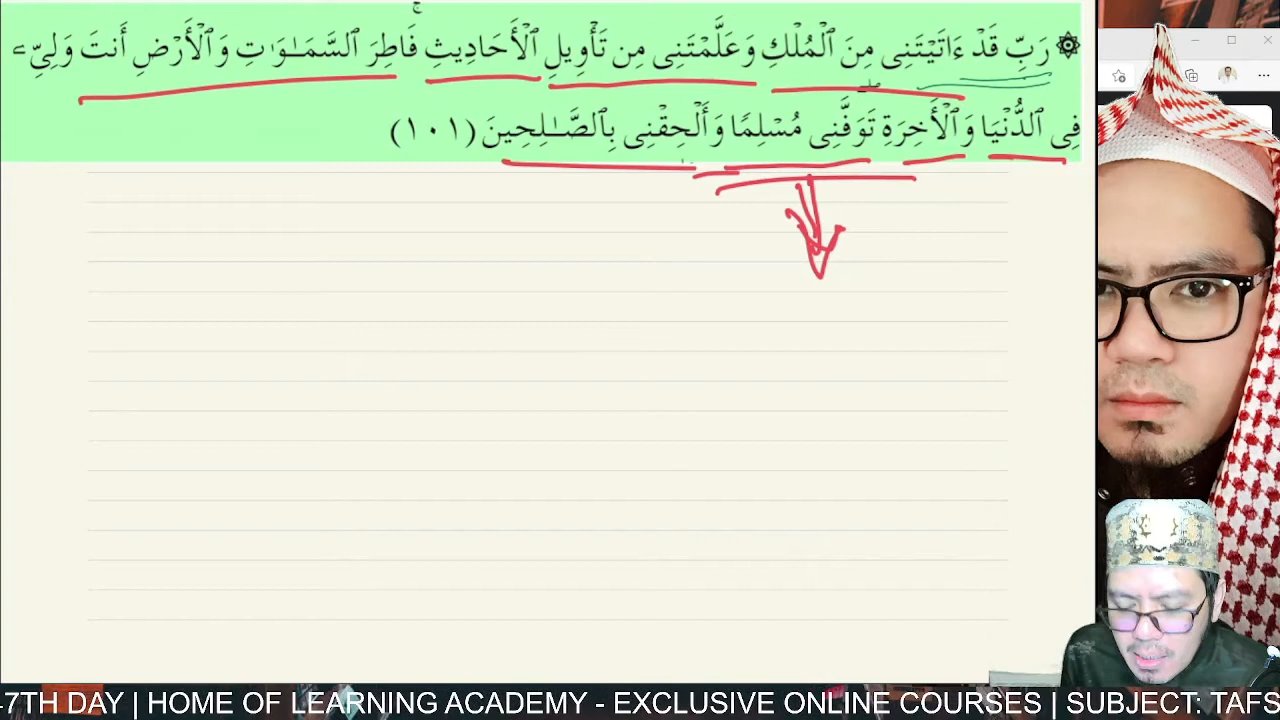 ۞ رَبِّ قَدْ ءَاتَيْتَنِى مِنَ ٱلْمُلْكِ وَعَلَّمْتَنِى مِن تَأْوِيلِ ٱلْأَحَادِيثِ ۚ فَاطِرَ ٱلسَّمَـٰوَٰتِ وَٱلْأَرْضِ أَنتَ وَلِىِّۦ
فِى ٱلدُّنْيَا وَٱلْأَخِرَةِ ۖ تَوَفَّنِى مُسْلِمًا وَأَلْحِقْنِى بِٱلصَّـٰلِحِينَ (١٠١)
-7TH DAY | HOME OF LEARNING ACADEMY - EXCLUSIVE ONLINE COURSES | SUBJECT: TAFS